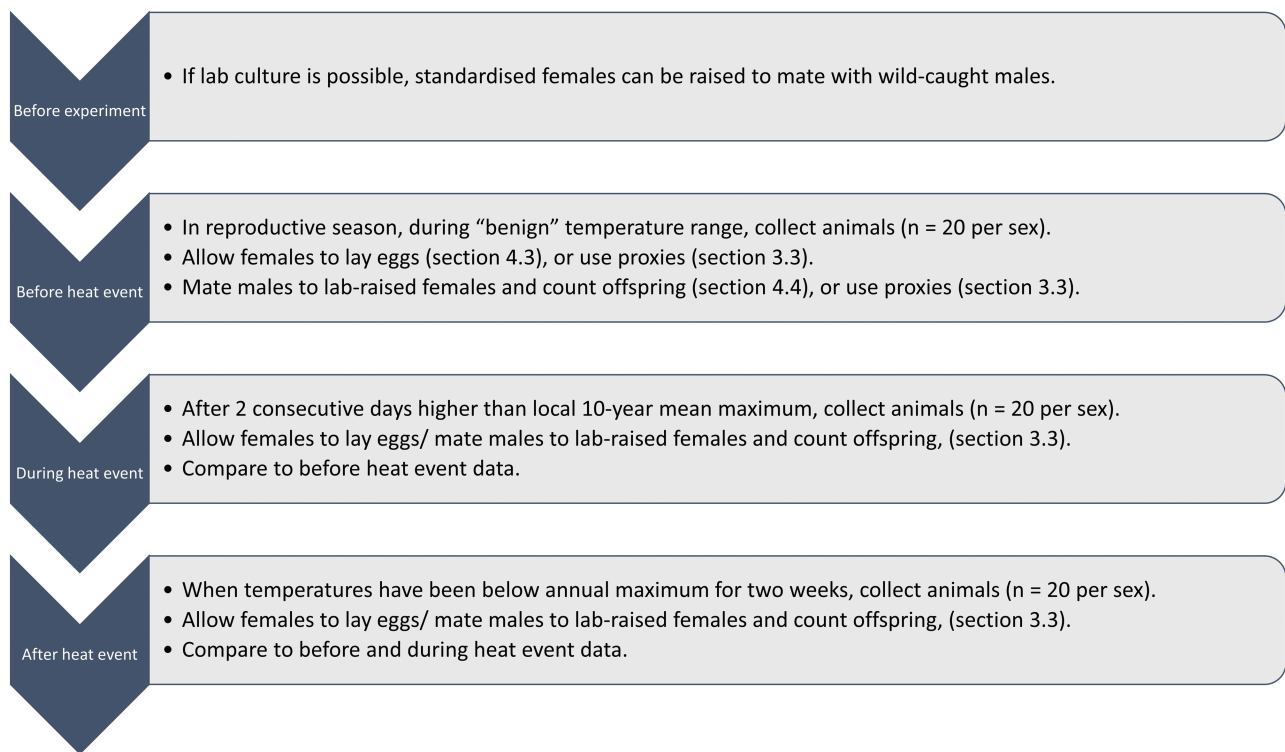 Before experiment
• If lab culture is possible, standardised females can be raised to mate with wild-caught males.
Before heat event
• In reproductive season, during “benign” temperature range, collect animals (n = 20 per sex).
• Allow females to lay eggs (section 4.3), or use proxies (section 3.3).
• Mate males to lab-raised females and count offspring (section 4.4), or use proxies (section 3.3).
During heat event
• After 2 consecutive days higher than local 10-year mean maximum, collect animals (n = 20 per sex).
• Allow females to lay eggs/ mate males to lab-raised females and count offspring, (section 3.3).
• Compare to before heat event data.
After heat event
• When temperatures have been below annual maximum for two weeks, collect animals (n = 20 per sex).
• Allow females to lay eggs/ mate males to lab-raised females and count offspring, (section 3.3).
• Compare to before and during heat event data.